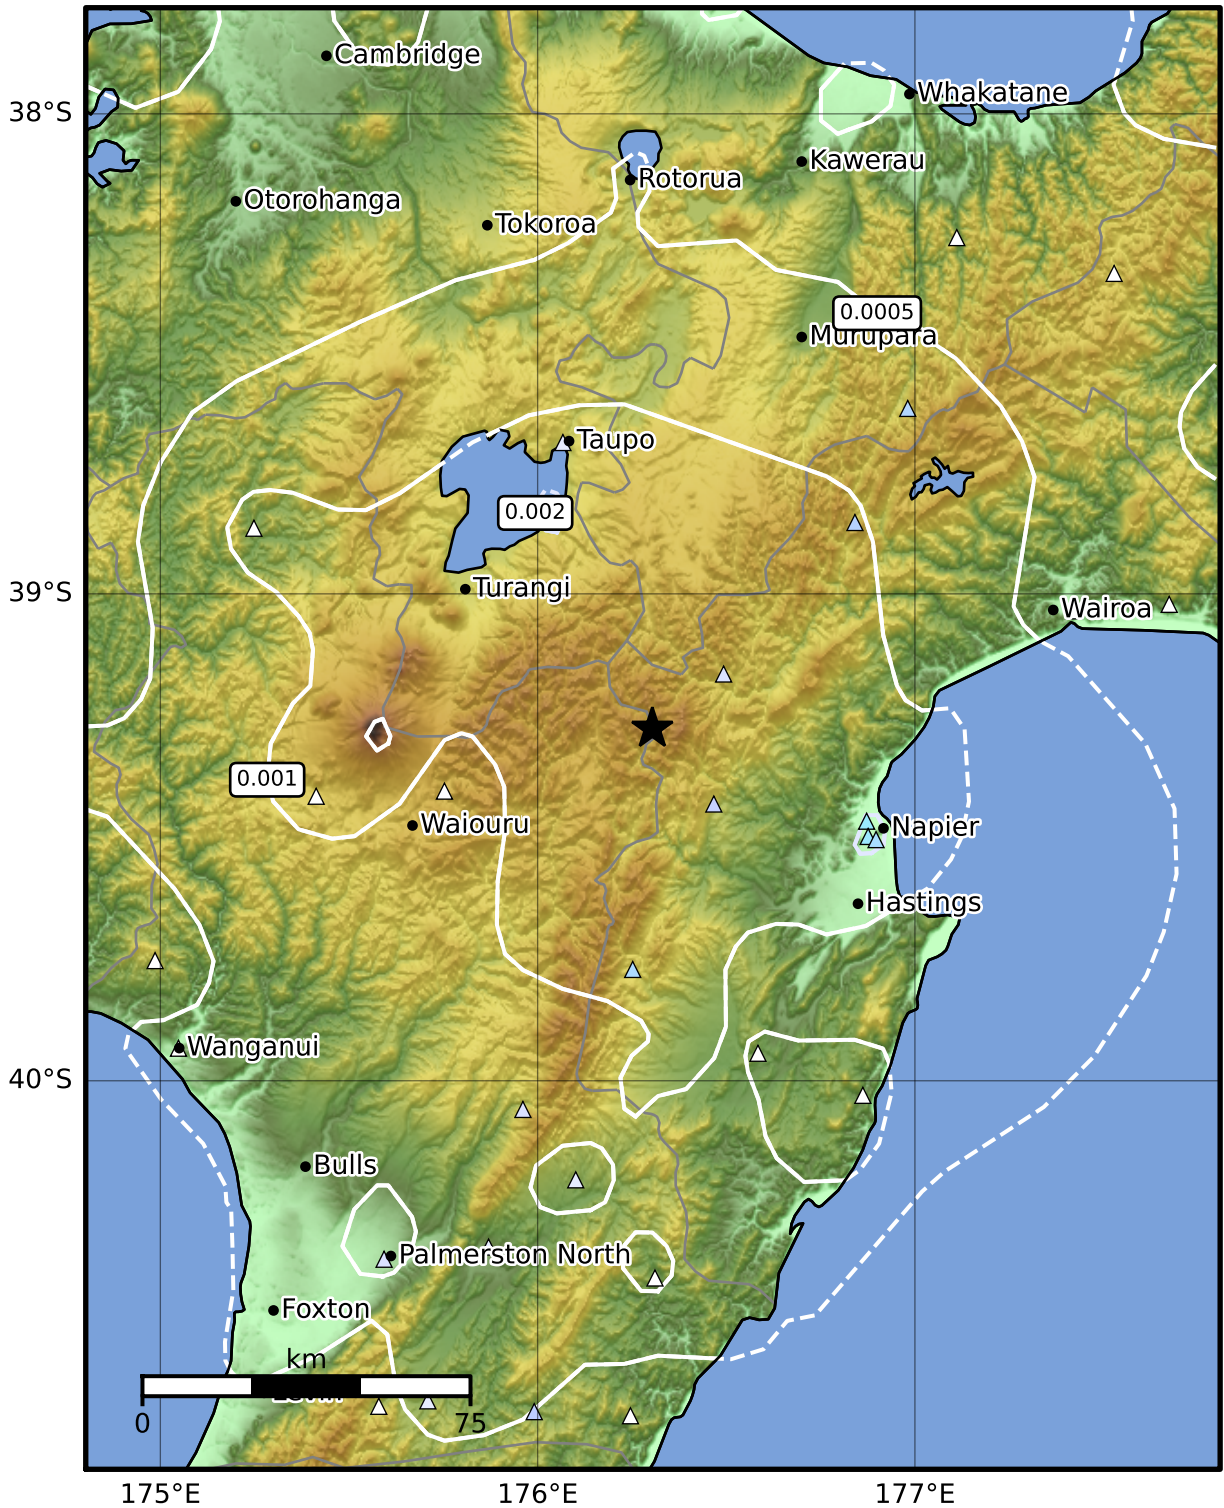 Cambridge
Whakatane
38°S
Kawerau
Rotorua
Otorohanga
Tokoroa
0.0005
Murupara
Taupo
0.002
Turangi
39°S
Wairoa
0.001
Waiouru
Napier
Hastings
Wanganui
40°S
Bulls
Palmerston North
Foxton
km
0
75
175°E
176°E
177°E